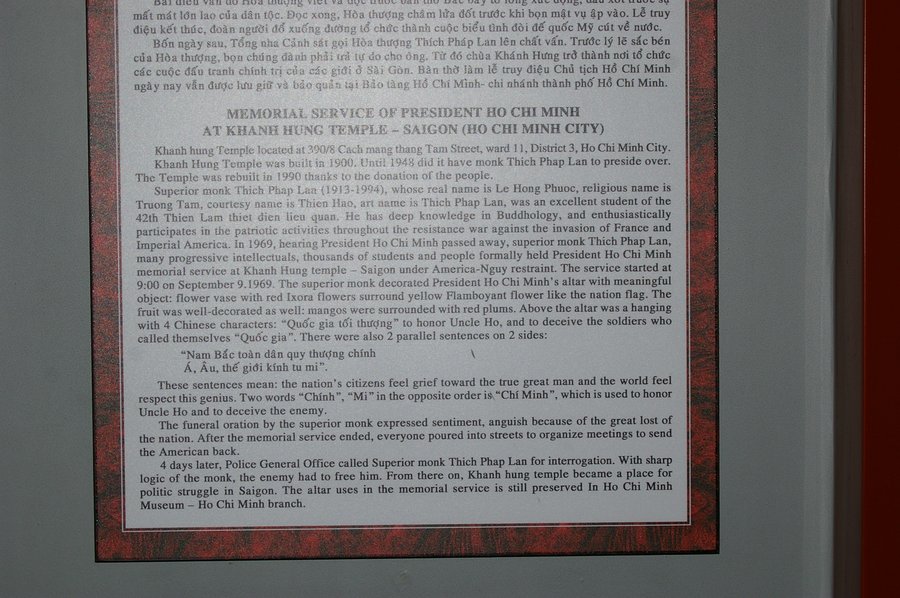 Bài điếu văn do Hòa thượng viết và đọc trước bàn thờ Bác bày tỏ lòng xúc động, đau xót trước sự
mất mát lớn lao của dân tộc. Đọc xong, Hòa thượng châm lửa đốt trước khi bọn mật vụ ập vào. Lễ truy
điệu kết thúc, đoàn người đổ xuống đường tổ chức thành cuộc biểu tình đòi đế quốc Mỹ cút về nước.
Bốn ngày sau, Tổng nha Cảnh sát gọi Hòa thượng Thích Pháp Lan lên chất vấn. Trước lý lẽ sắc bén
của Hòa thượng, bọn chúng đành phải trả tự do cho ông. Từ đó chùa Khánh Hưng trở thành nơi tổ chức
các cuộc đấu tranh chính trị của các giới ở Sài Gòn. Bàn thờ làm lễ truy điệu Chủ tịch Hồ Chí Minh
ngày nay vẫn được lưu giữ và bảo quản tại Bảo tàng Hồ Chí Minh- chi nhánh thành phố Hồ Chí Minh.
MEMORIAL SERVICE OF PRESIDENT HO CHI MINH
AT KHANH HUNG TEMPLE – SAIGON (HO CHI MINH CITY)
Khanh hung Temple located at 390/8 Cach mang thang Tam Street, ward 11, District 3, Ho Chi Minh City.
Khanh Hung Temple was built in 1900. Until 1948 did it have monk Thich Phap Lan to preside over.
The Temple was rebuilt in 1990 thanks to the donation of the people.
Superior monk Thich Phap Lan (1913-1994), whose real name is Le Hong Phuoc, religious name is
Truong Tam, courtesy name is Thien Hao, art name is Thich Phap Lan, was an excellent student of the
42th Thien Lam thiet dien lieu quan. He has deep knowledge in Buddhology, and enthusiastically
participates in the patriotic activities throughout the resistance war against the invasion of France and
Imperial America. In 1969, hearing President Ho Chi Minh passed away, superior monk Thich Phap Lan,
many progressive intellectuals, thousands of students and people formally held President Ho Chi Minh
memorial service at Khanh Hung temple – Saigon under America-Nguy restraint. The service started at
9:00 on September 9.1969. The superior monk decorated President Ho Chi Minh's altar with meaningful
object: flower vase with red Ixora flowers surround yellow Flamboyant flower like the nation flag. The
fruit was well-decorated as well: mangos were surrounded with red plums. Above the altar was a hanging
with 4 Chinese characters: "Quốc gia tối thượng" to honor Uncle Ho, and to deceive the soldiers who
called themselves "Quốc gia". There were also 2 parallel sentences on 2 sides:
"Nam Bắc toàn dân quy thượng chính
Á, Âu, thế giới kính tu mi".
These sentences mean: the nation's citizens feel grief toward the true great man and the world feel
respect this genius. Two words "Chính", "Mi" in the opposite order is "Chí Minh", which is used to honor
Uncle Ho and to deceive the enemy.
The funeral oration by the superior monk expressed sentiment, anguish because of the great lost of
the nation. After the memorial service ended, everyone poured into streets to organize meetings to send
the American back.
4 days later, Police General Office called Superior monk Thich Phap Lan for interrogation. With sharp
logic of the monk, the enemy had to free him. From there on, Khanh hung temple became a place for
politic struggle in Saigon. The altar uses in the memorial service is still preserved In Ho Chi Minh
Museum – Ho Chi Minh branch.